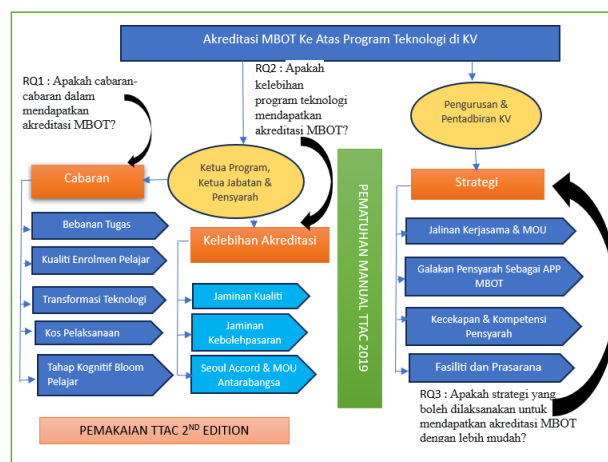 Akreditasi MBOT Ke Atas Program Teknologi di KV
RQ1 : Apakah cabaran-
cabaran dalam
mendapatkan
akreditasi MBOT?
RQ2 : Apakah
kelebihan
program teknologi
mendapatkan
akreditasi MBOT?
Pengurusan &
Pentadbiran KV
Cabaran
Ketua Program,
Ketua Jabatan &
Pensyarah
Strategi
Bebanan Tugas
Kualiti Enrolmen Pelajar
Transformasi Teknologi
Kos Pelaksanaan
Tahap Kognitif Bloom
Pelajar
Kelebihan Akreditasi
Jaminan Kualiti
Jaminan
Kebolehpasaran
Seoul Accord & MOU
Antarabangsa
PEMATUHAN MANUAL TTAC 2019
Jalinan Kerjasama & MOU
Galakan Pensyarah Sebagai APP
MBOT
Kecekapan & Kompetensi
Pensyarah
Fasiliti dan Prasarana
RQ3 : Apakah strategi yang
boleh dilaksanakan untuk
mendapatkan akreditasi MBOT
dengan lebih mudah?
PEMAKAIAN TTAC 2ND EDITION